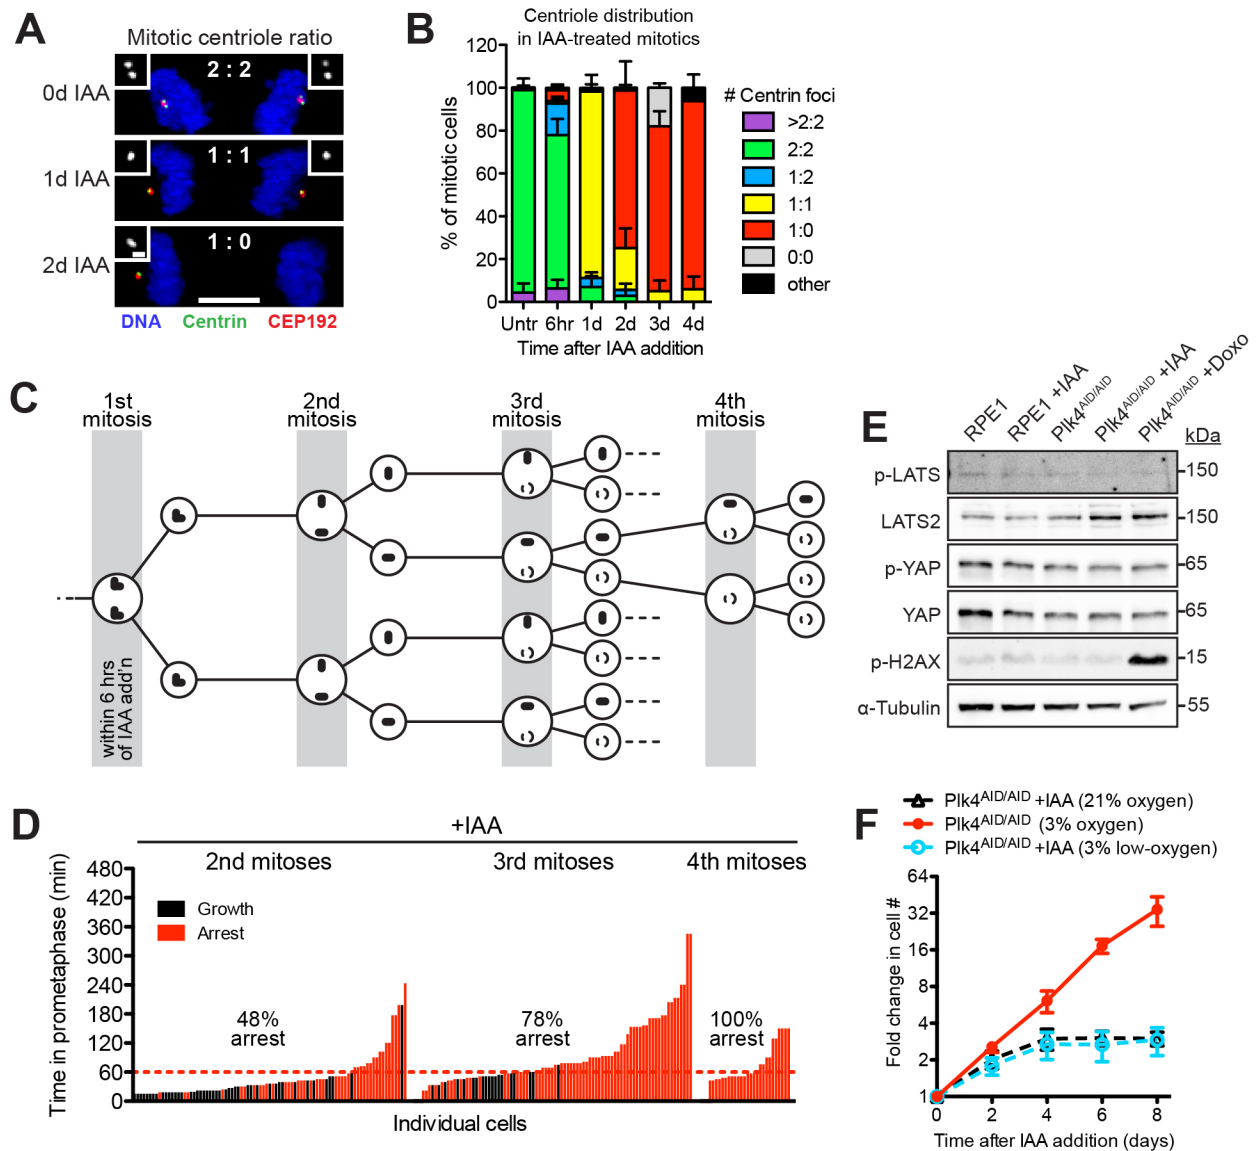 A
Mitotic centriole ratio
0d IAA
2 : 2
1d IAA
1 : 1
2d IAA
1 : 0
DNA Centrin CEP192
B
Centriole distribution
in IAA-treated mitotics
% of mitotic cells
120
100
80
60
40
20
0
Untr 6hr 1d 2d 3d 4d
Time after IAA addition
# Centrin foci
>2:2
2:2
1:2
1:1
1:0
0:0
other
C
1st
mitosis
2nd
mitosis
3rd
mitosis
4th
mitosis
within 6 hrs
of IAA add'n
E
RPE1
RPE1 +IAA
Plk4AID/AID
Plk4AID/AID +IAA
Plk4AID/AID +Doxo
kDa
p-LATS 150
LATS2 150
p-YAP 65
YAP 65
p-H2AX 15
α-Tubulin 55
D
+IAA
2nd mitoses 3rd mitoses 4th mitoses
Time in prometaphase (min)
480
420
360
300
240
180
120
60
0
Growth
Arrest
48%
arrest
78%
arrest
100%
arrest
Individual cells
F
Plk4AID/AID +IAA (21% oxygen)
Plk4AID/AID (3% oxygen)
Plk4AID/AID +IAA (3% low-oxygen)
Fold change in cell #
64
32
16
8
4
2
1
0 2 4 6 8
Time after IAA addition (days)